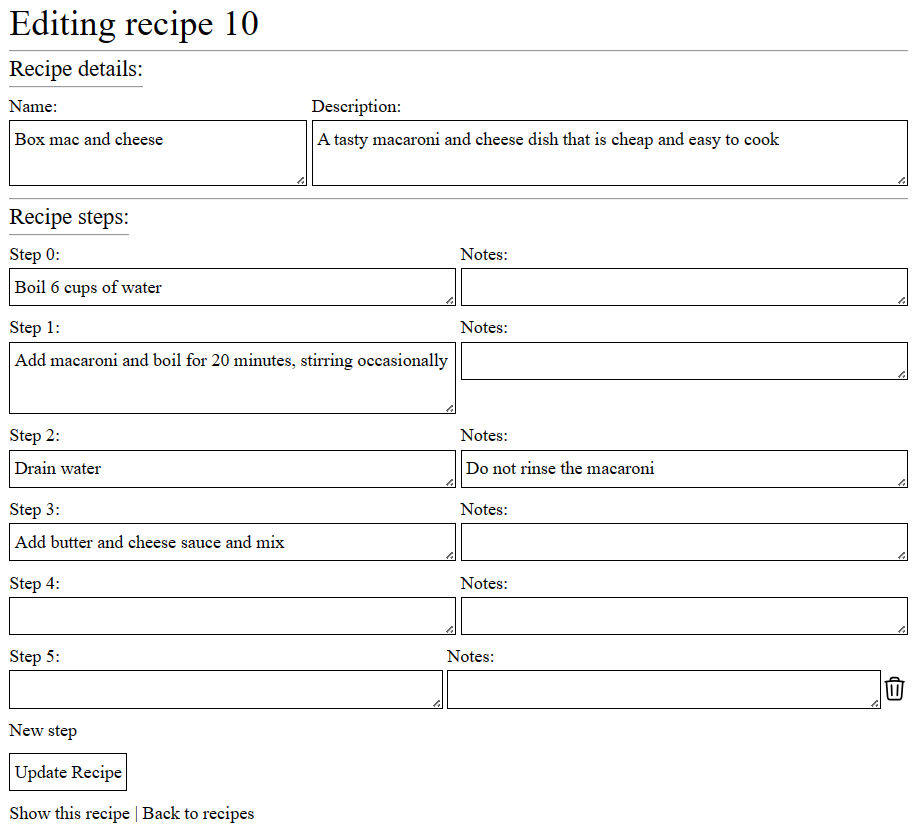 Editing recipe 10
Recipe details:
Name: Description:
Box mac and cheese A tasty macaroni and cheese dish that is cheap and easy to cook
Recipe steps:
Step 0: Notes:
Boil 6 cups of water
Step 1: Notes:
Add macaroni and boil for 20 minutes, stirring occasionally
Step 2: Notes:
Drain water Do not rinse the macaroni
Step 3: Notes:
Add butter and cheese sauce and mix
Step 4: Notes:
Step 5: Notes:
New step
Update Recipe
Show this recipe | Back to recipes